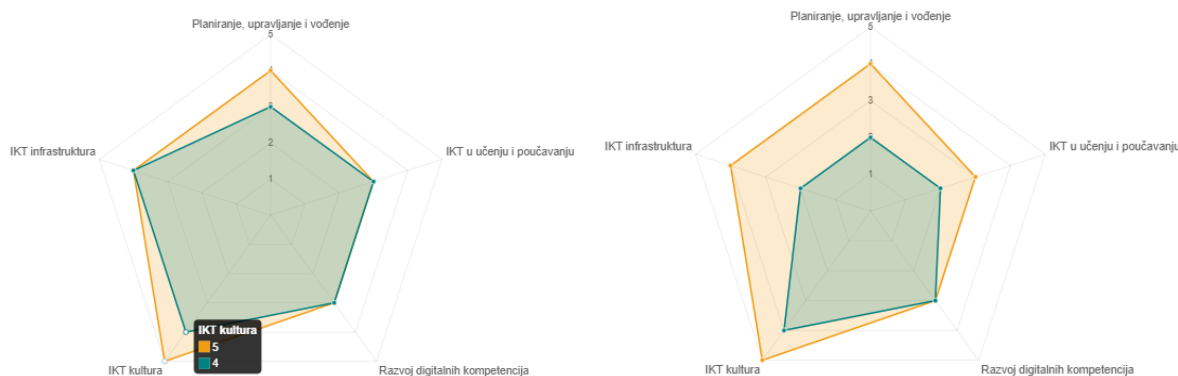 Planiranje, upravljanje i vođenje
5
4
3
2
1
IKT infrastruktura
IKT u učenju i poučavanju
IKT kultura
5
4
IKT kultura
Razvoj digitalnih kompetencija
Planiranje, upravljanje i vođenje
5
4
3
2
1
IKT infrastruktura
IKT u učenju i poučavanju
IKT kultura
Razvoj digitalnih kompetencija